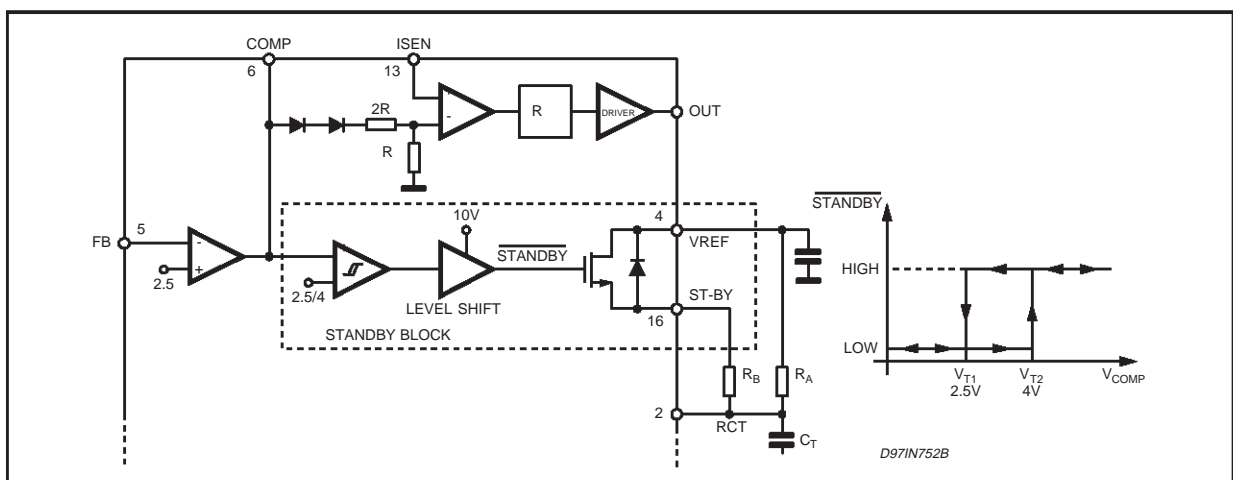 COMP
ISEN
6
13
2R
+
-
R
DRIVER
OUT
R
STANDBY
10V
4
FB
5
-
STANDBY
VREF
HIGH
2.5
+
2.5/4
ST-BY
LEVEL SHIFT
16
STANDBY BLOCK
LOW
RB
RA
VT1
VT2
VCOMP
2.5V
4V
2
RCT
CT
D97IN752B